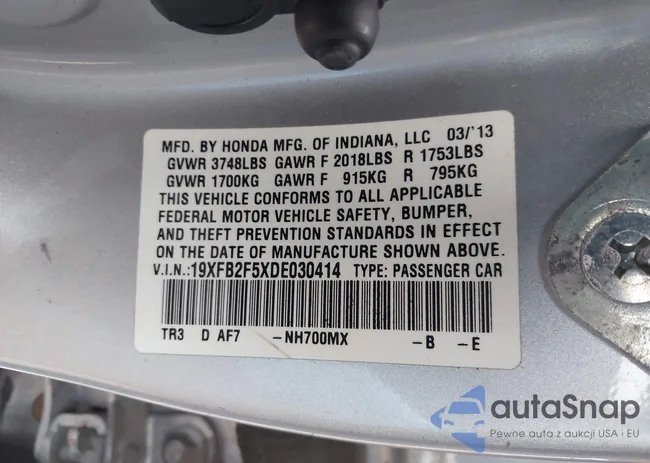 MFD. BY HONDA MFG. OF INDIANA, LLC 03/'13
GVWR 3748LBS GAWR F 2018LBS R 1753LBS
GVWR 1700KG GAWR F 915KG R 795KG
THIS VEHICLE CONFORMS TO ALL APPLICABLE
FEDERAL MOTOR VEHICLE SAFETY, BUMPER,
AND THEFT PREVENTION STANDARDS IN EFFECT
ON THE DATE OF MANUFACTURE SHOWN ABOVE.
V.I.N.:19XFB2F5XDE030414 TYPE: PASSENGER CAR
TR3 D AF7 -NH700MX -B -E
autaSnap
Pewne auta z aukcji USA i EU